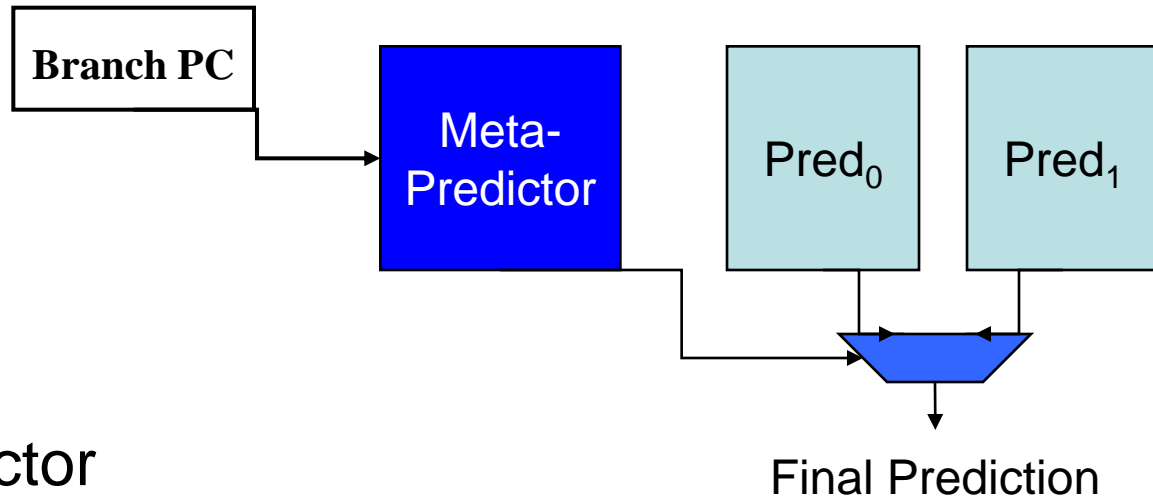 Branch PC
Meta-
Predictor
Pred₀
Pred₁
Final Prediction
ctor